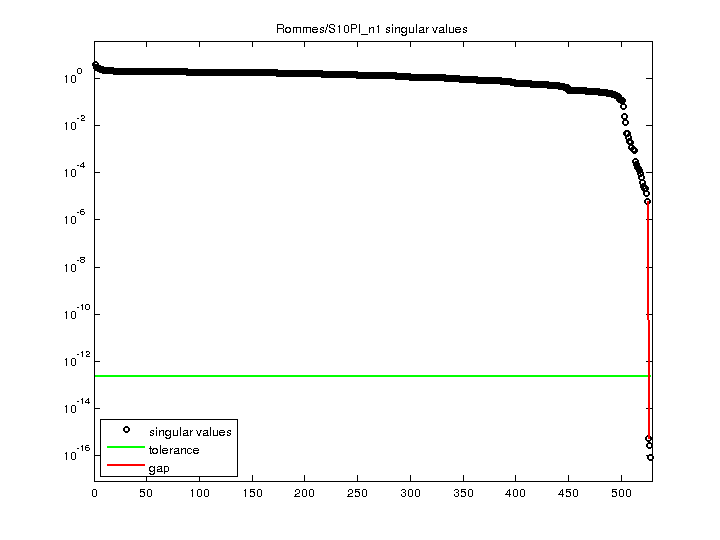 Rommes/S10PI_n1 singular values
10^0
10^-2
10^-4
10^-6
10^-8
10^-10
10^-12
10^-14
10^-16
singular values
tolerance
gap
0 50 100 150 200 250 300 350 400 450 500